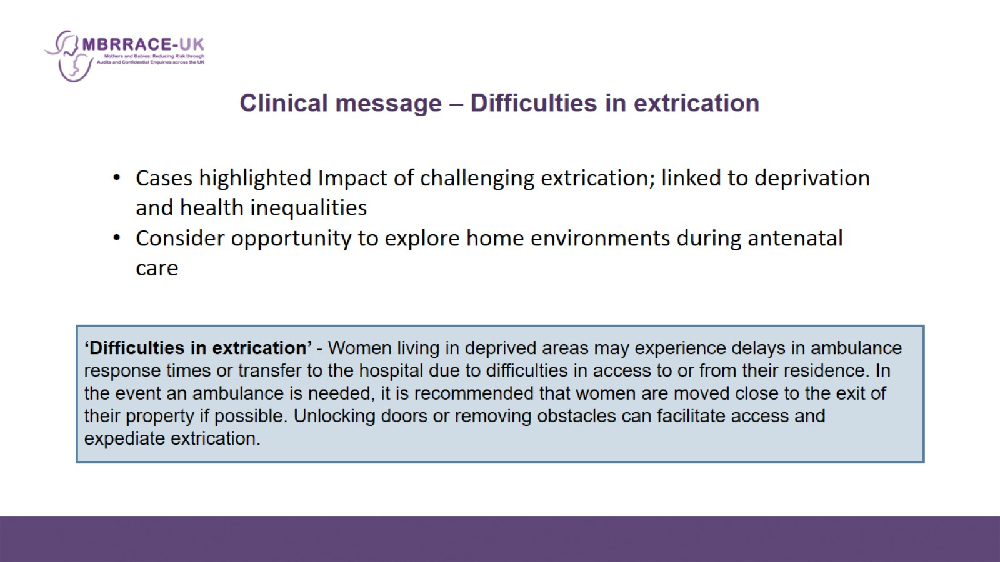 MBRRACE-UK
Mothers and Babies: Reducing Risk through
Audits and Confidential Enquiries across the UK
Clinical message – Difficulties in extrication
• Cases highlighted Impact of challenging extrication; linked to deprivation
and health inequalities
• Consider opportunity to explore home environments during antenatal
care
‘Difficulties in extrication’ - Women living in deprived areas may experience delays in ambulance
response times or transfer to the hospital due to difficulties in access to or from their residence. In
the event an ambulance is needed, it is recommended that women are moved close to the exit of
their property if possible. Unlocking doors or removing obstacles can facilitate access and
expediate extrication.